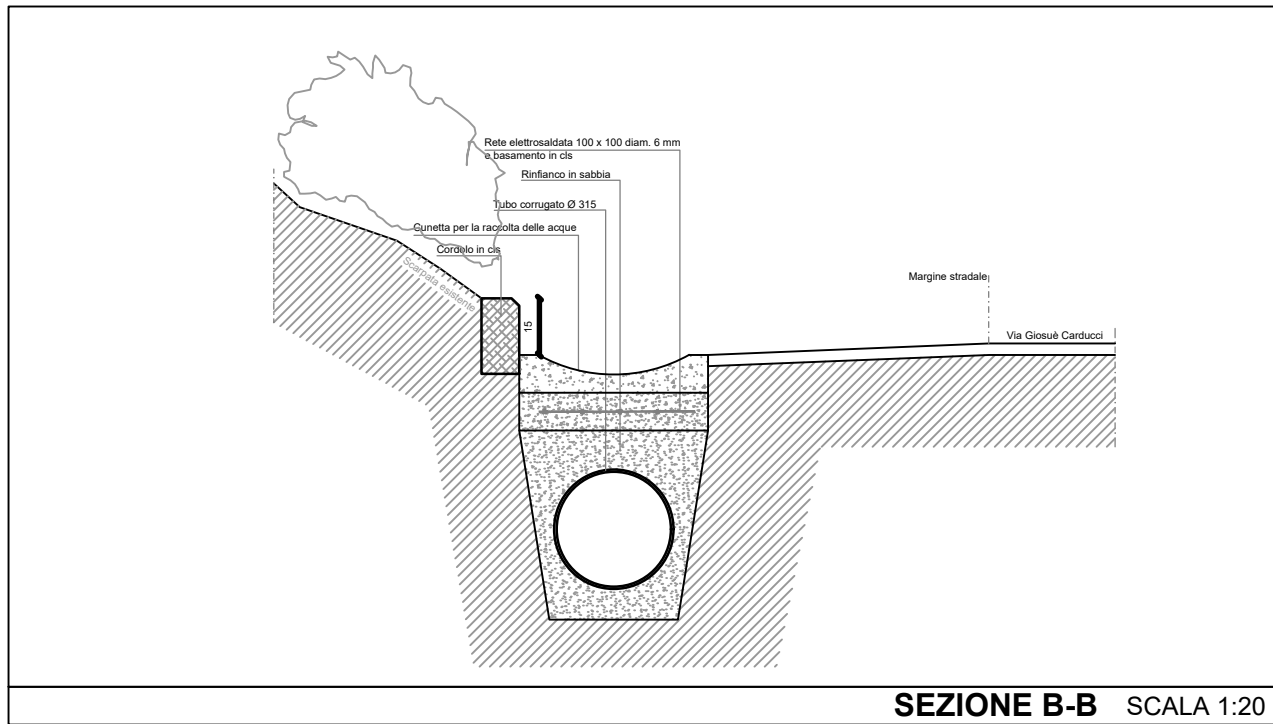 Rete elettrosaldata 100 x 100 diam. 6 mm
e basamento in cls
Rinfianco in sabbia
Tubo corrugato Ø 315
Cunetta per la raccolta delle acque
Cordolo in cls
Scarpata esistente
15
Margine stradale
Via Giosuè Carducci
SEZIONE B-B SCALA 1:20